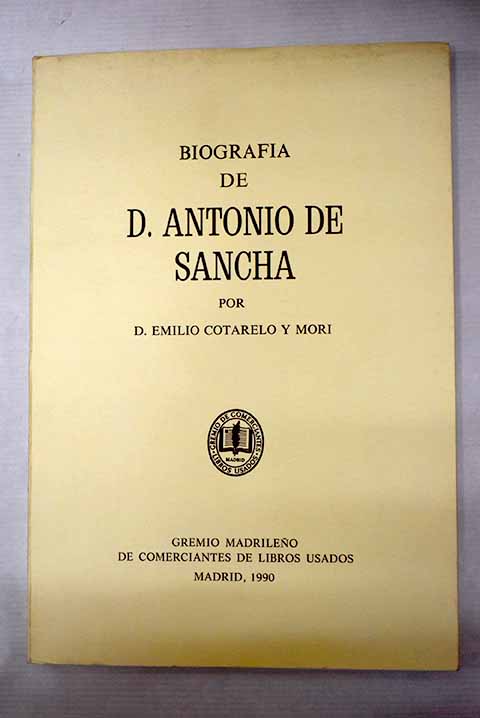 BIOGRAFIA
DE
D. ANTONIO DE
SANCHA
POR
D. EMILIO COTARELO Y MORI
GREMIO DE COMERCIANTES
LIBROS USADOS
MADRID
GREMIO MADRILEÑO
DE COMERCIANTES DE LIBROS USADOS
MADRID, 1990